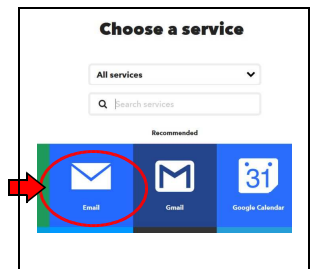 Choose a service
All services
Search services
Recommended
31
Email Gmail Google Calendar